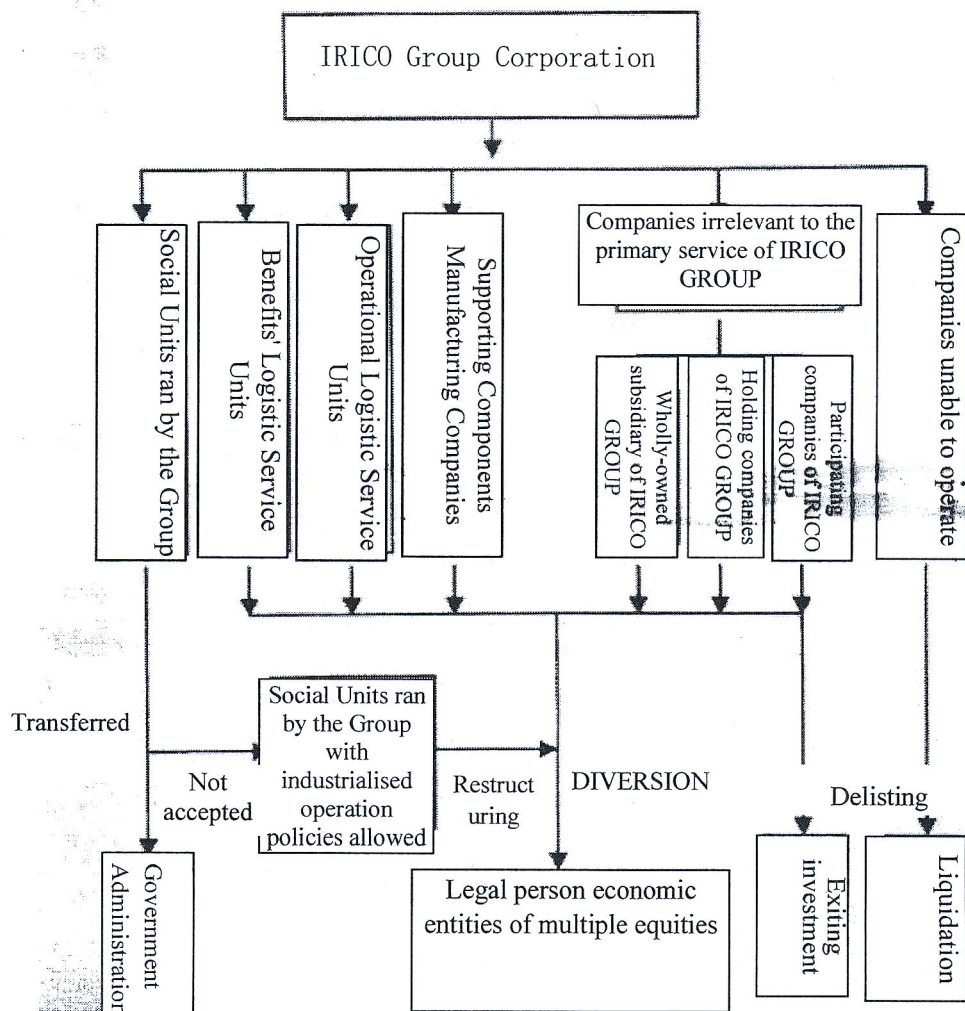 IRICO Group Corporation
Social Units ran by the Group
Benefits' Logistic Service
Units
Operational Logistic Service
Units
Supporting Components
Manufacturing Companies
Companies irrelevant to the
primary service of IRICO
GROUP
Wholly-owned
subsidiary of IRICO
GROUP
Holding companies
of IRICO GROUP
Participating
companies of IRICO
GROUP
Companies unable to operate
Transferred
Not
accepted
Social Units ran
by the Group
with
industrialised
operation
policies allowed
Restruct
uring
DIVERSION
Delisting
Government
Administration
Legal person economic
entities of multiple equities
Exiting
investment
Liquidation